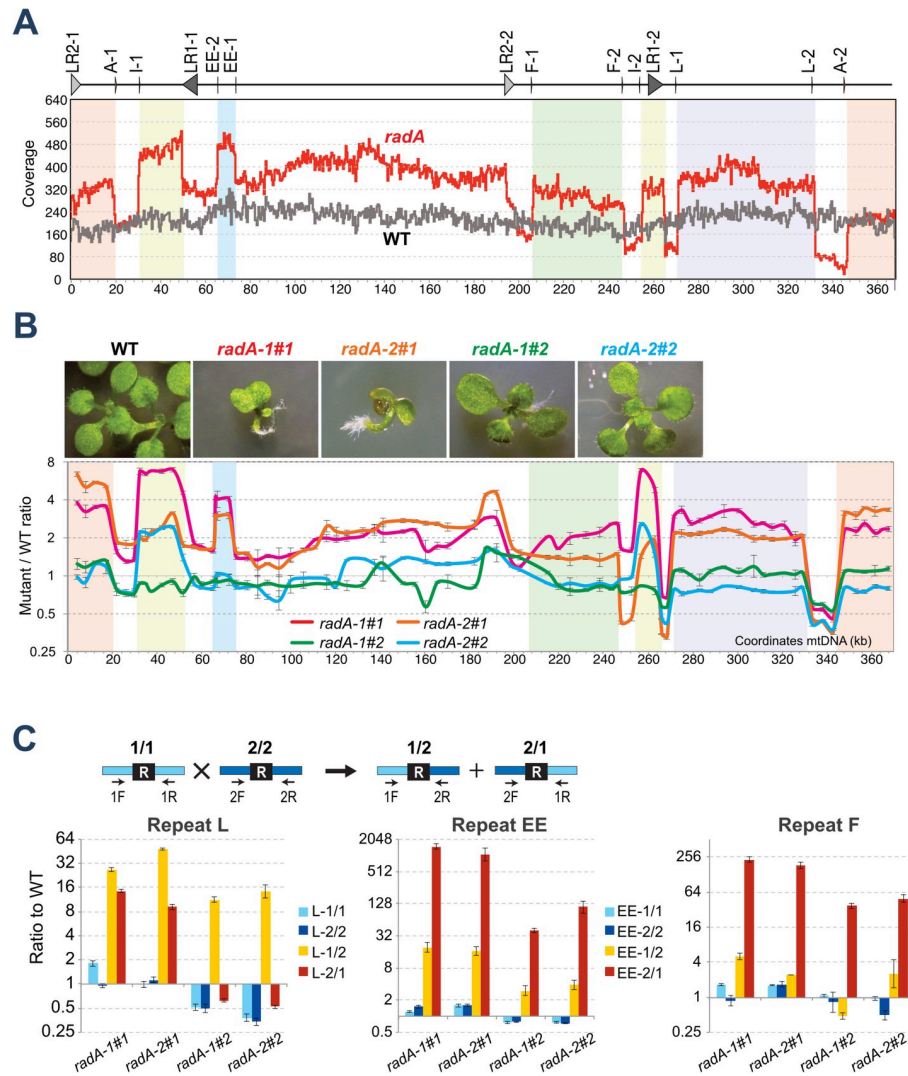 A
LR2-1 A-1 I-1 LR1-1 EE-2 EE-1 LR2-2 F-1 F-2 I-2 LR1-2 L-1 L-2 A-2
Coverage
640
560
480
400
320
240
160
80
0
radA
WT
0 20 40 60 80 100 120 140 160 180 200 220 240 260 280 300 320 340 360
B
WT radA-1#1 radA-2#1 radA-1#2 radA-2#2
Mutant / WT ratio
8
4
2
1
0.5
0.25
radA-1#1 radA-2#1
radA-1#2 radA-2#2
Coordinates mtDNA (kb)
0 20 40 60 80 100 120 140 160 180 200 220 240 260 280 300 320 340 360
C
1/1 2/2 1/2 2/1
R × R R + R
1F 1R 2F 2R 1F 2R 2F 1R
Repeat L
Ratio to WT
64
32
16
8
4
2
1
0.5
0.25
L-1/1
L-2/2
L-1/2
L-2/1
radA-1#1 radA-2#1 radA-1#2 radA-2#2
Repeat EE
2048
512
128
32
8
2
0.5
EE-1/1
EE-2/2
EE-1/2
EE-2/1
radA-1#1 radA-2#1 radA-1#2 radA-2#2
Repeat F
256
64
16
4
1
0.25
radA-1#1 radA-2#1 radA-1#2 radA-2#2